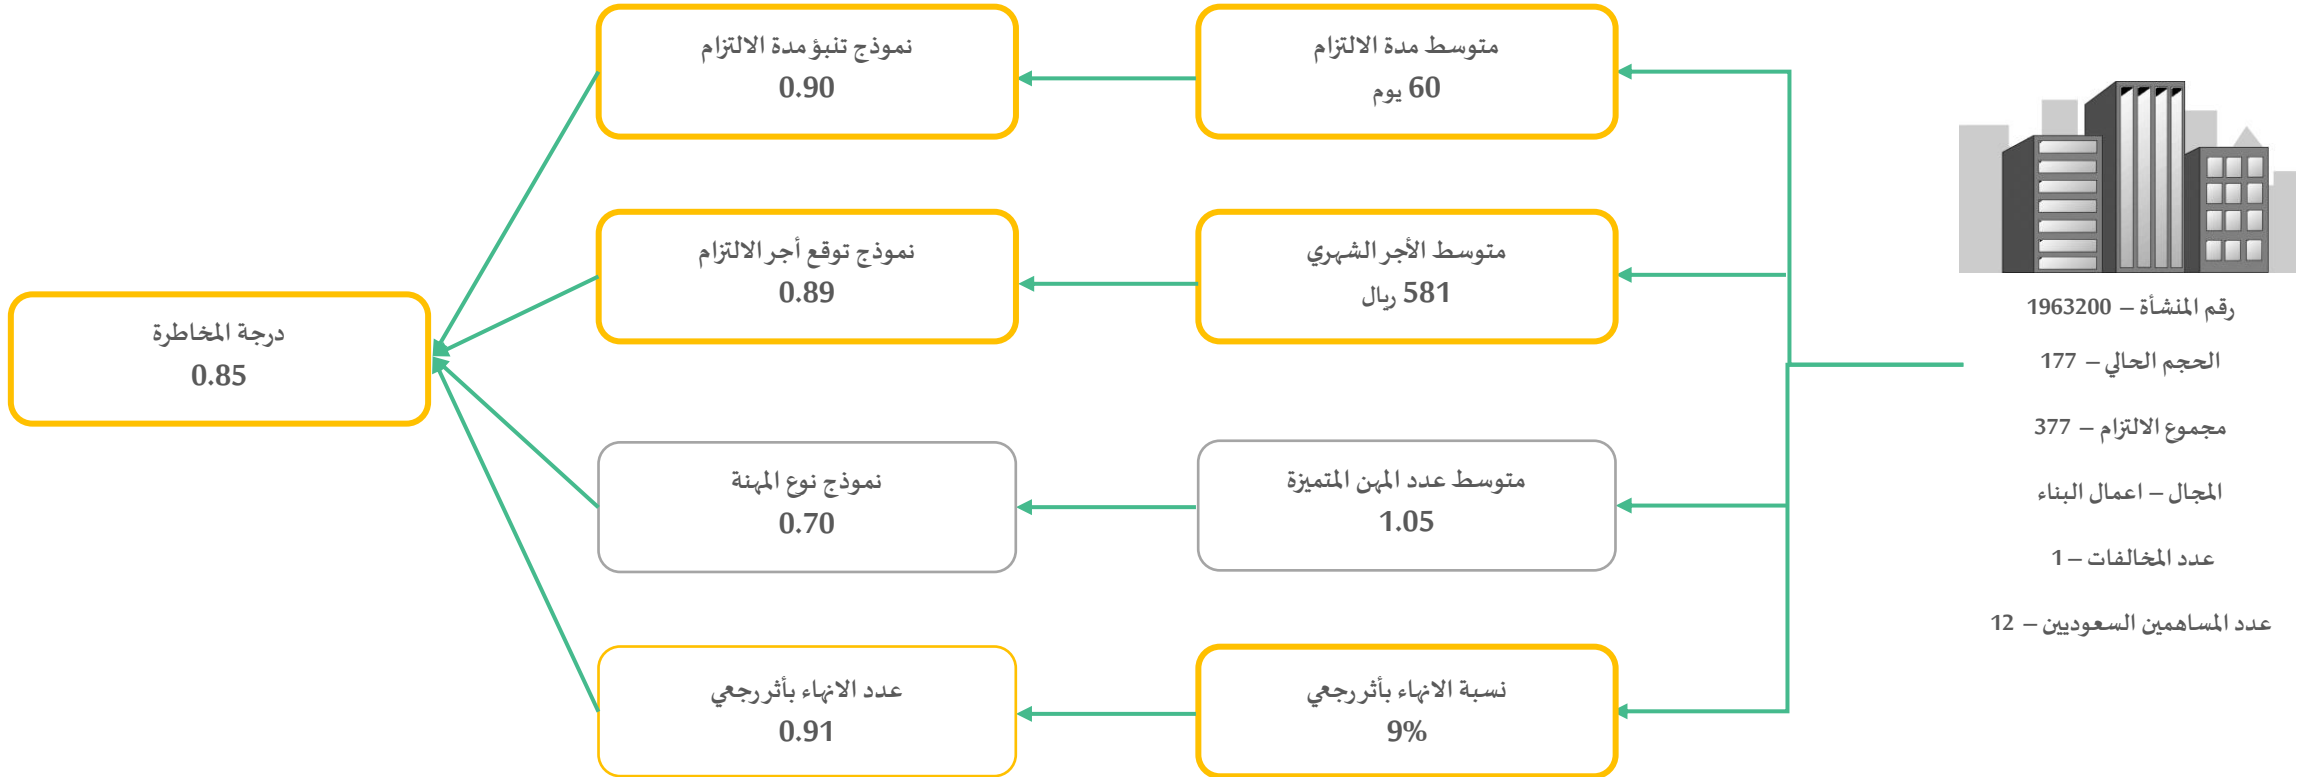 رقم المنشأة – 1963200
الحجم الحالي – 177
مجموع الالتزام – 377
المجال – اعمال البناء
عدد المخالفات – 1
عدد المساهمين السعوديين – 12
متوسط مدة الالتزام
60 يوم
نموذج تنبؤ مدة الالتزام
0.90
متوسط الأجر الشهري
581 ريال
نموذج توقع أجر الالتزام
0.89
متوسط عدد المهن المتميزة
1.05
نموذج نوع المهنة
0.70
نسبة الانهاء بأثر رجعي
9%
عدد الانهاء بأثر رجعي
0.91
درجة المخاطرة
0.85